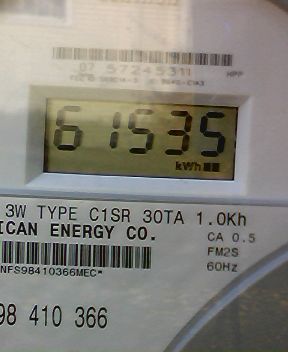 07 57245311 HPP
61535
kWh
3W TYPE C1SR 30TA 1.0Kh
ICAN ENERGY CO. CA 0.5
FM2S
NFS98410366MEC* 60Hz
98 410 366